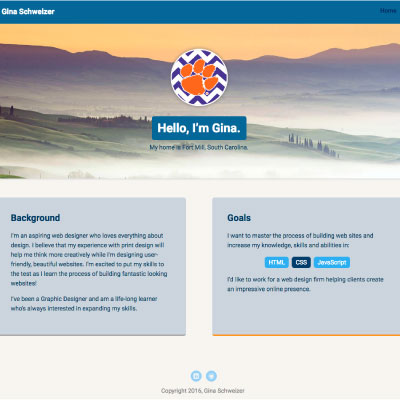 Gina Schweizer
Home
Hello, I'm Gina.
My home is Fort Mill, South Carolina.
Background
I'm an aspiring web designer who loves everything about
design. I believe that my experience with print design will
help me think more creatively while I'm designing user-
friendly, beautiful websites. I'm excited to put my skills to
the test as I learn the process of building fantastic looking
websites!
I've been a Graphic Designer and am a life-long learner
who's always interested in expanding my skills.
Goals
I want to master the process of building web sites and
increase my knowledge, skills and abilities in:
HTML CSS JavaScript
I'd like to work for a web design firm helping clients create
an impressive online presence.
Copyright 2016, Gina Schweizer